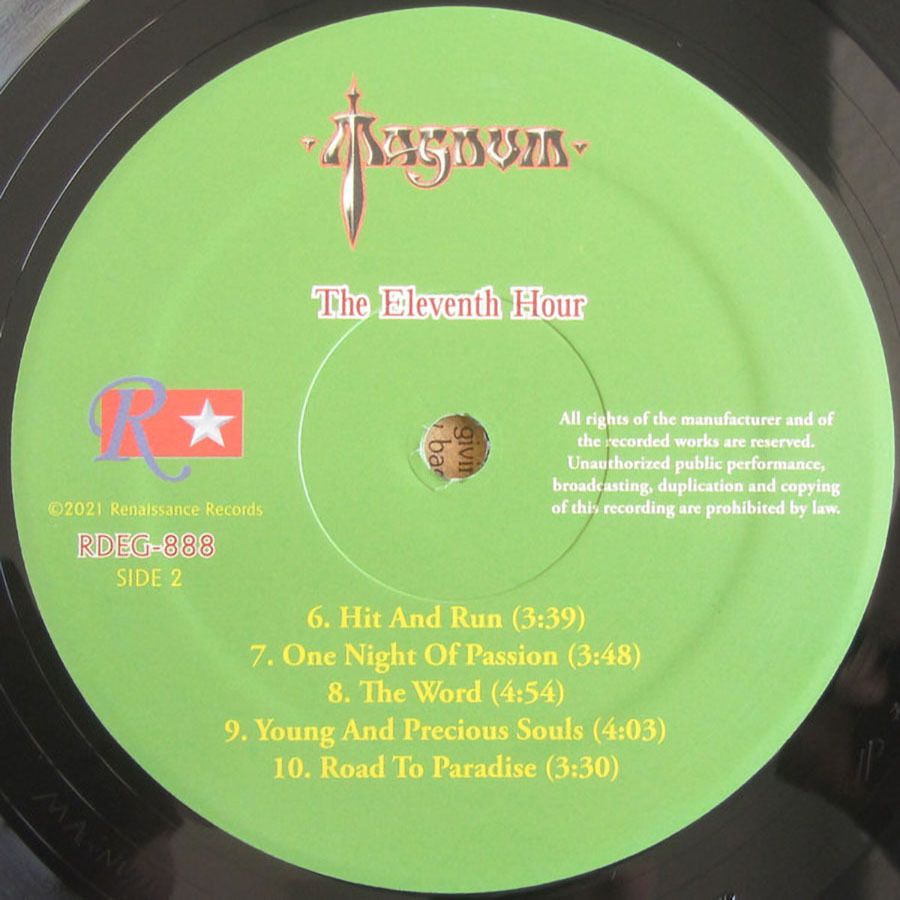 Magnum
The Eleventh Hour
R
©2021 Renaissance Records
RDEG-888
SIDE 2
All rights of the manufacturer and of
the recorded works are reserved.
Unauthorized public performance,
broadcasting, duplication and copying
of this recording are prohibited by law.
givin
bac
6. Hit And Run (3:39)
7. One Night Of Passion (3:48)
8. The Word (4:54)
9. Young And Precious Souls (4:03)
10. Road To Paradise (3:30)